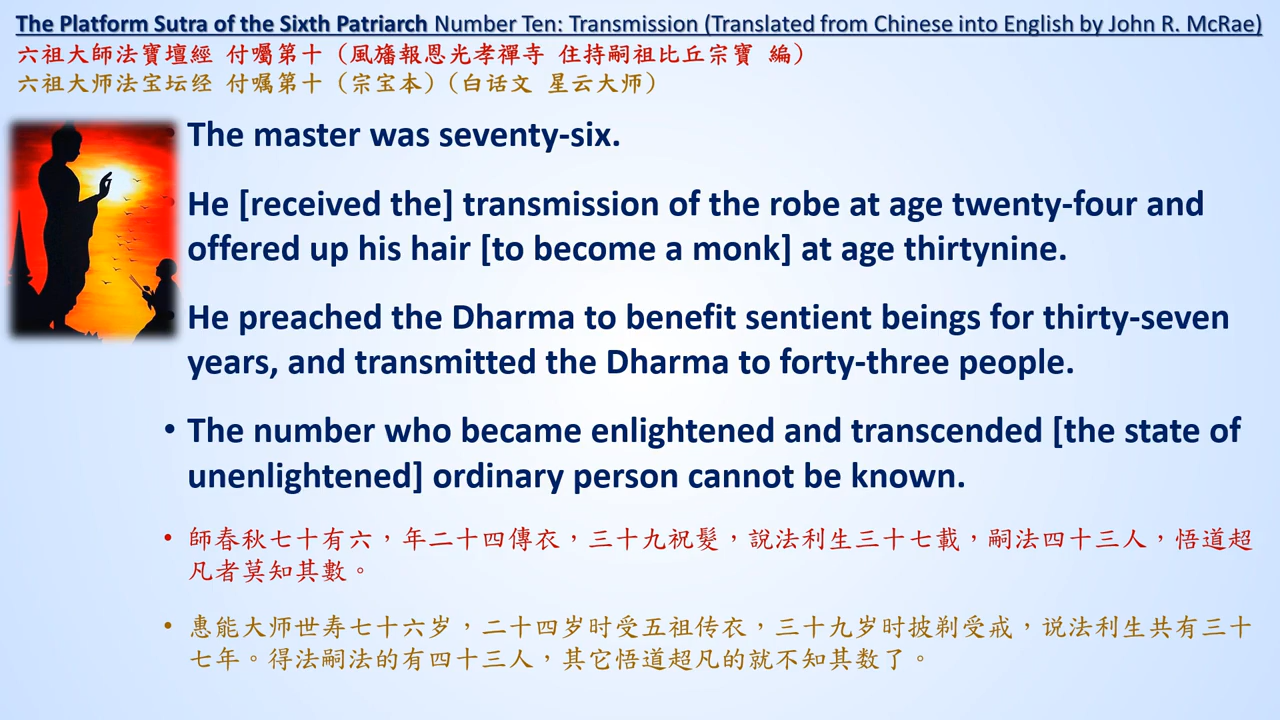 The Platform Sutra of the Sixth Patriarch Number Ten: Transmission (Translated from Chinese into English by John R. McRae)
六祖大師法寶壇經 付囑第十 (風旛報恩光孝禪寺 住持嗣祖比丘宗寶 編)
六祖大师法宝坛经 付嘱第十 (宗宝本) (白话文 星云大师)
• The master was seventy-six.
• He [received the] transmission of the robe at age twenty-four and
offered up his hair [to become a monk] at age thirtynine.
• He preached the Dharma to benefit sentient beings for thirty-seven
years, and transmitted the Dharma to forty-three people.
• The number who became enlightened and transcended [the state of
unenlightened] ordinary person cannot be known.
• 師春秋七十有六，年二十四傳衣，三十九祝髮，說法利生三十七載，嗣法四十三人，悟道超
凡者莫知其數。
• 惠能大师世寿七十六岁，二十四岁时受五祖传衣，三十九岁时披剃受戒，说法利生共有三十
七年。得法嗣法的有四十三人，其它悟道超凡的就不知其数了。